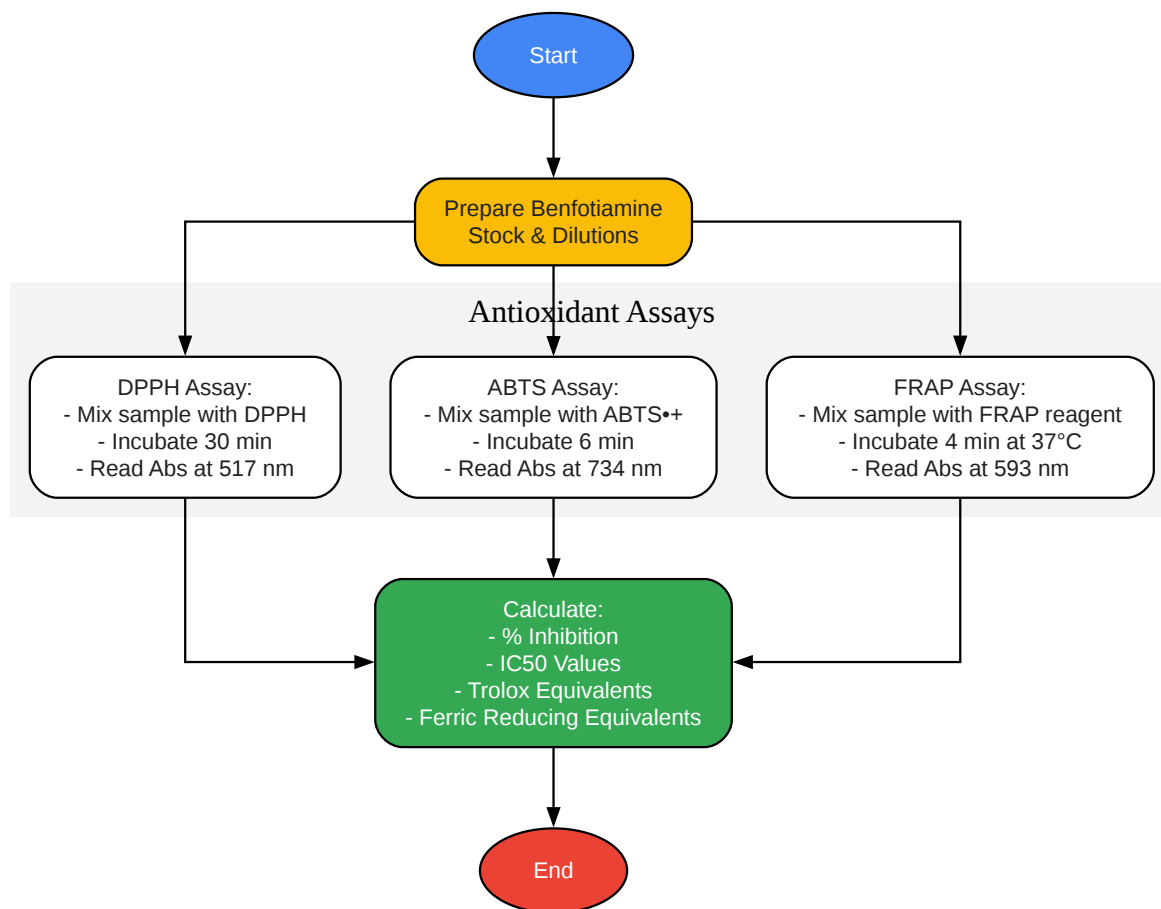 Start
Prepare Benfotiamine
Stock & Dilutions
Antioxidant Assays
DPPH Assay:
- Mix sample with DPPH
- Incubate 30 min
- Read Abs at 517 nm
ABTS Assay:
- Mix sample with ABTS•+
- Incubate 6 min
- Read Abs at 734 nm
FRAP Assay:
- Mix sample with FRAP reagent
- Incubate 4 min at 37°C
- Read Abs at 593 nm
Calculate:
- % Inhibition
- IC50 Values
- Trolox Equivalents
- Ferric Reducing Equivalents
End